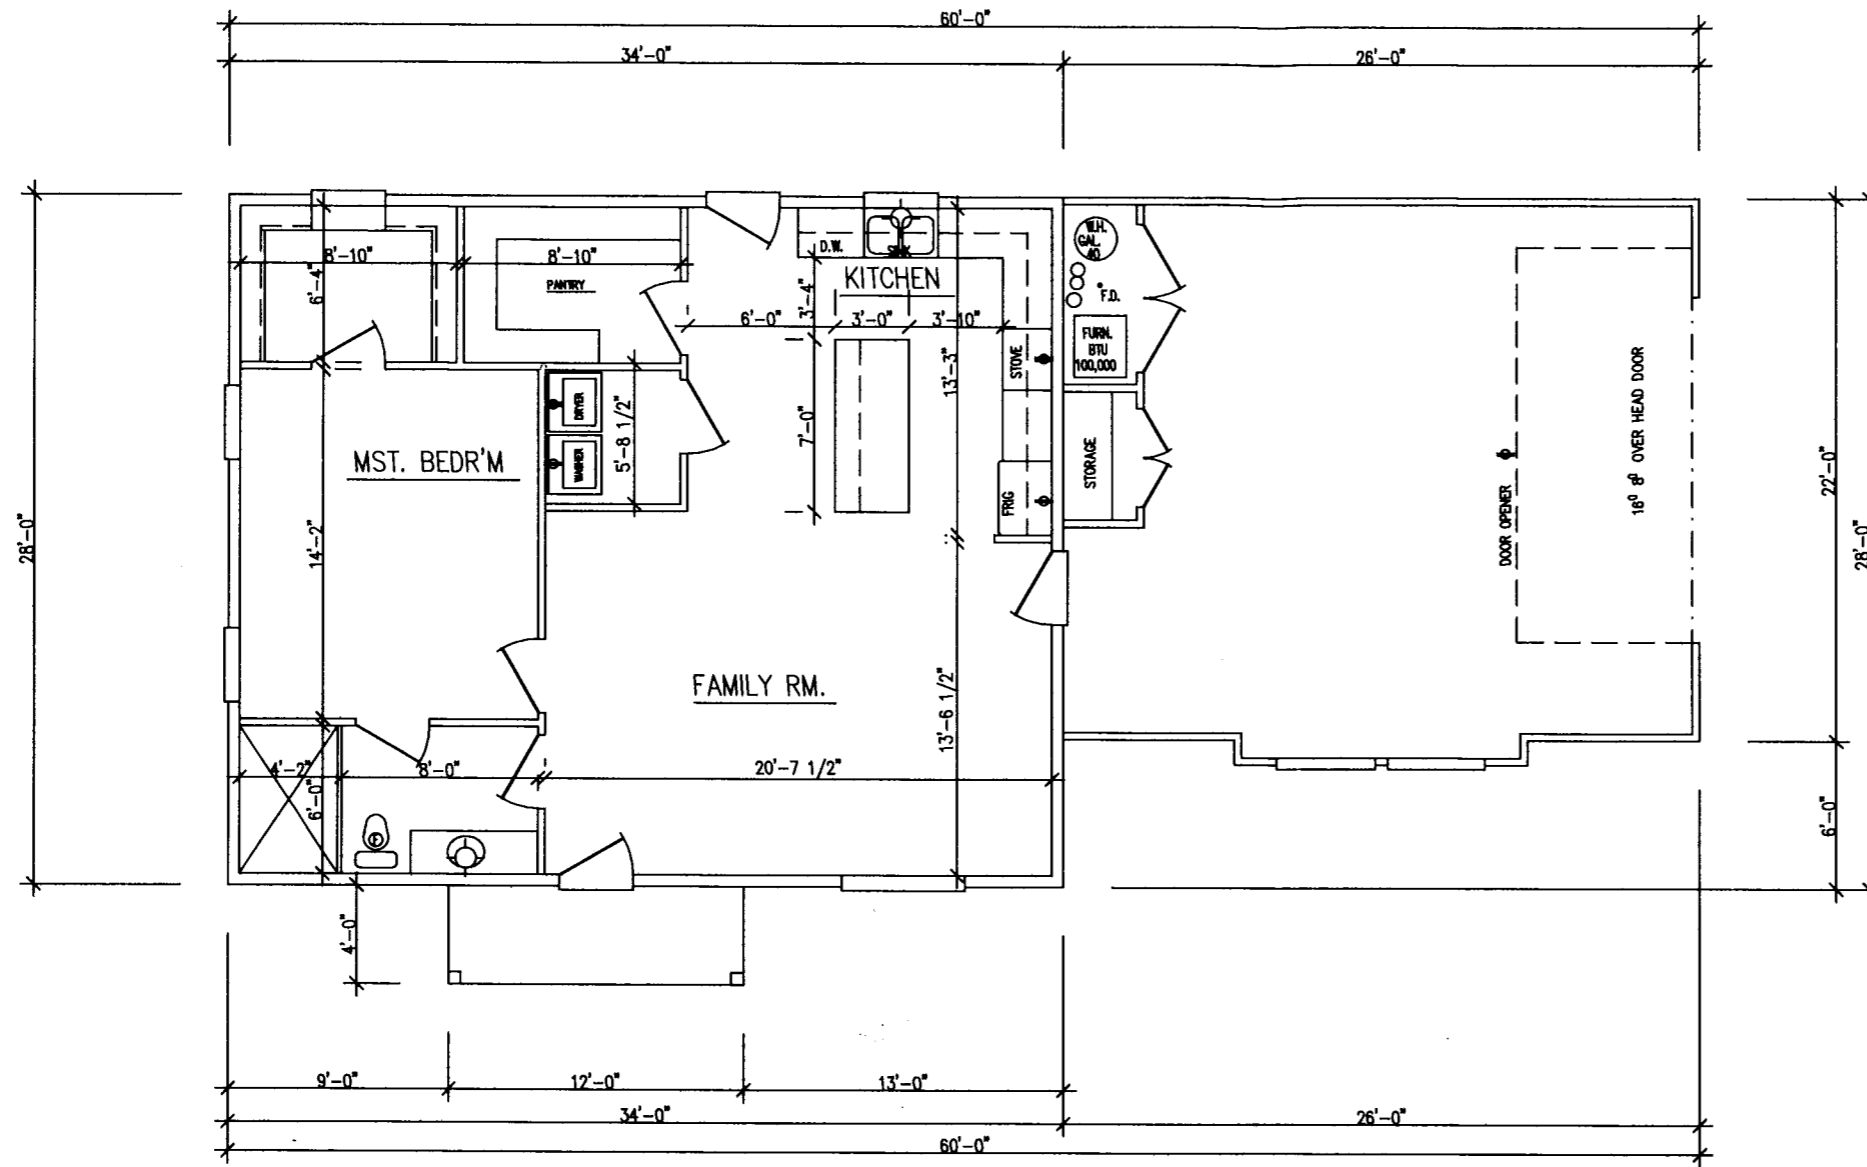 60'-0"
34'-0"
26'-0"
8'-10"
6'-4"
8'-10"
PANTRY
D.W.
SINK
KITCHEN
3'-4"
6'-0"
3'-0"
3'-10"
13'-3"
STOVE
W.H.
GAL.
40
F.D.
FURN.
BTU
100,000
DRYER
WASHER
5'-8 1/2"
7'-0"
MST. BEDR'M
14'-2"
FRIG
STORAGE
DOOR OPENER
16⁰ 8⁰ OVER HEAD DOOR
28'-0"
22'-0"
28'-0"
FAMILY RM.
13'-6 1/2"
4'-2"
8'-0"
20'-7 1/2"
6'-0"
6'-0"
4'-0"
9'-0"
12'-0"
13'-0"
34'-0"
26'-0"
60'-0"